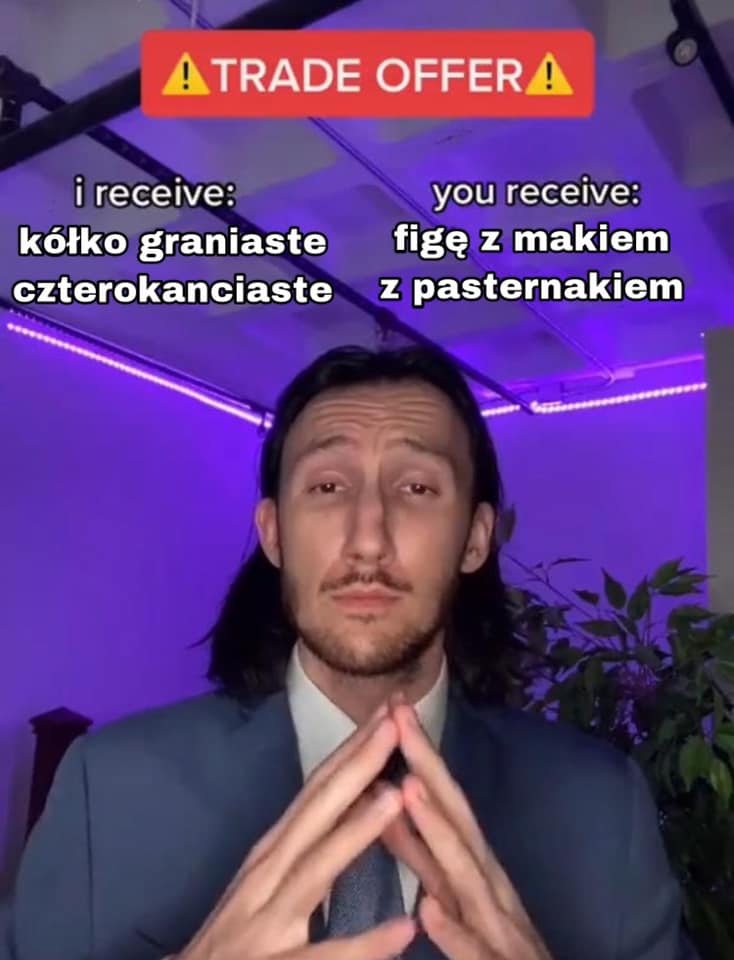 ⚠TRADE OFFER⚠
i receive:
kółko graniaste
czterokanciaste
you receive:
figę z makiem
z pasternakiem